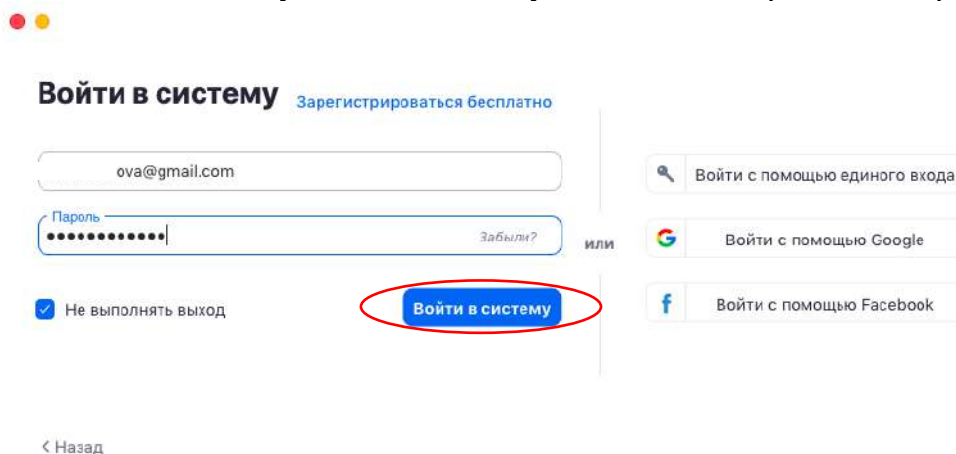 Войти в систему Зарегистрироваться бесплатно
ova@gmail.com
Пароль
••••••••••••
Забыли?
Не выполнять выход
Войти в систему
или
Войти с помощью единого входа
Войти с помощью Google
Войти с помощью Facebook
< Назад